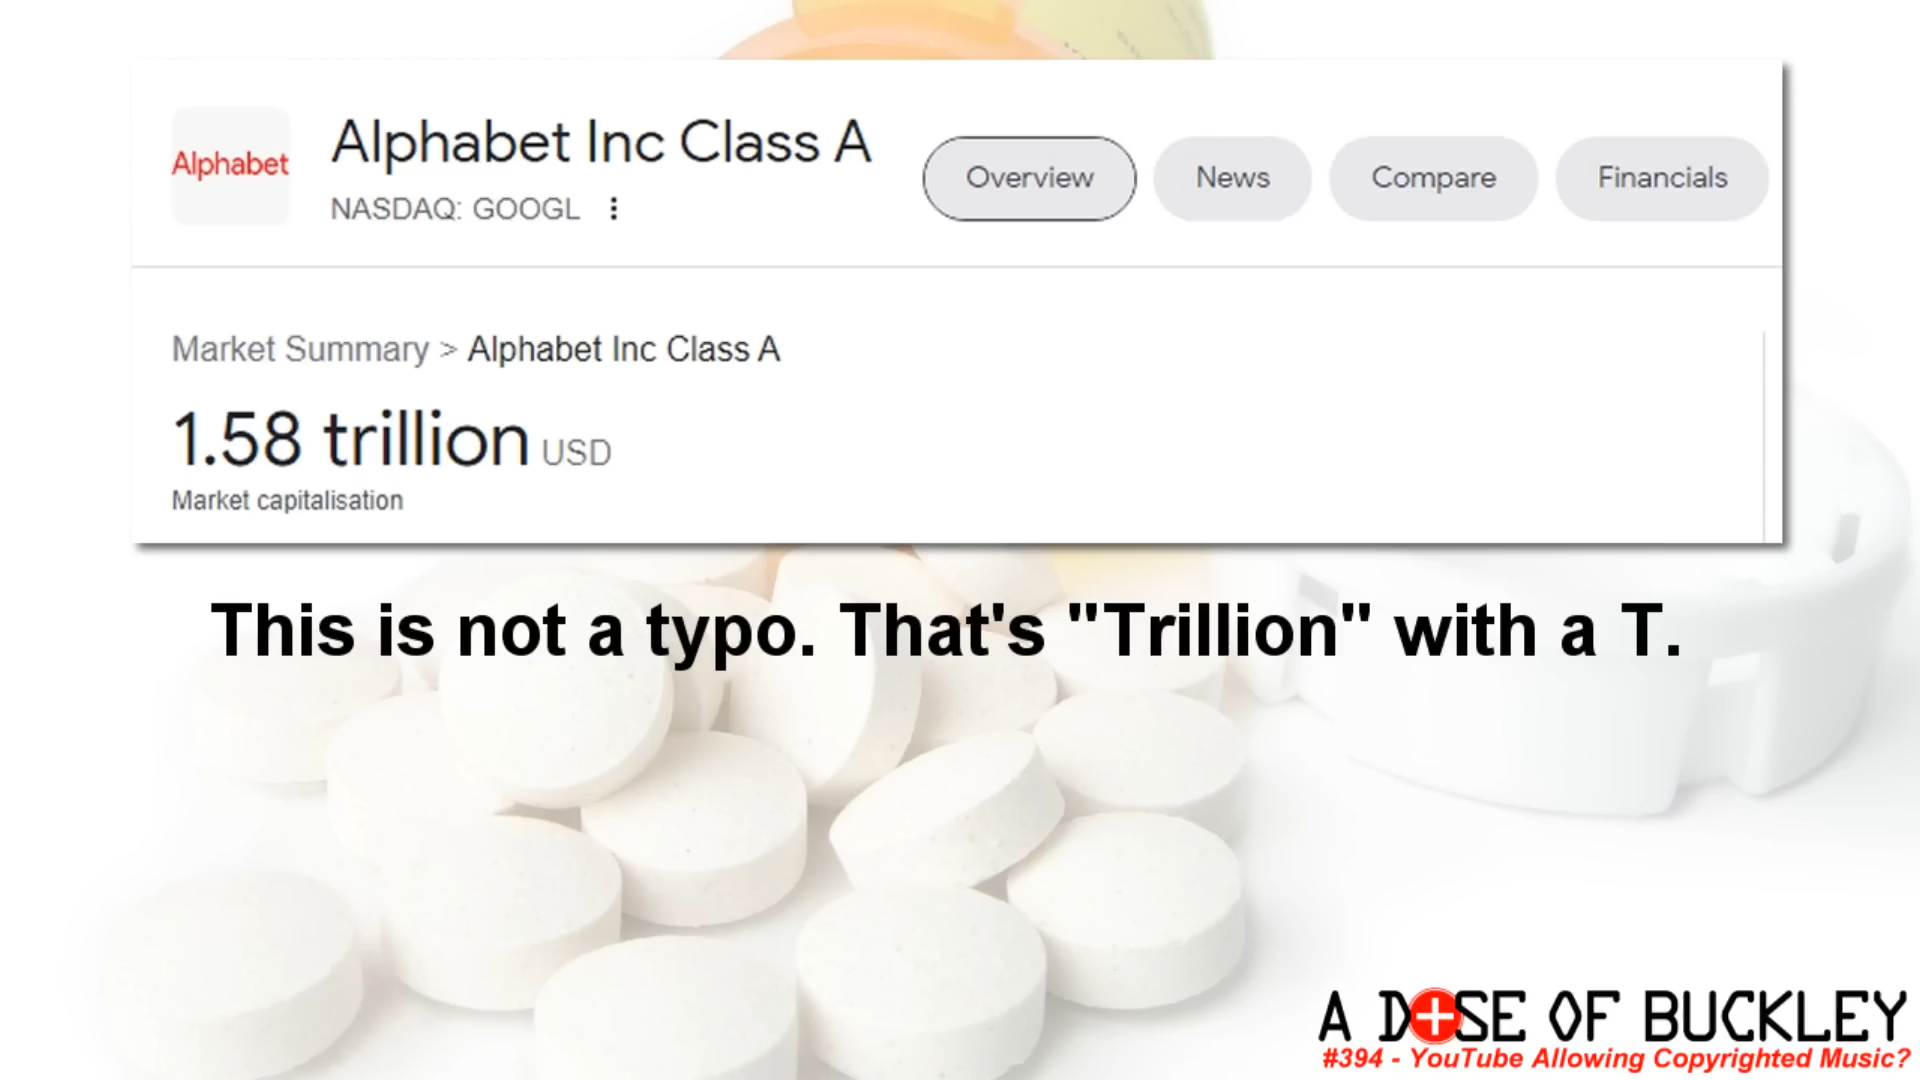 Alphabet
Alphabet Inc Class A
NASDAQ: GOOGL
Overview
News
Compare
Financials
Market Summary > Alphabet Inc Class A
1.58 trillion USD
Market capitalisation
This is not a typo. That's "Trillion" with a T.
A DOSE OF BUCKLEY
#394 - YouTube Allowing Copyrighted Music?